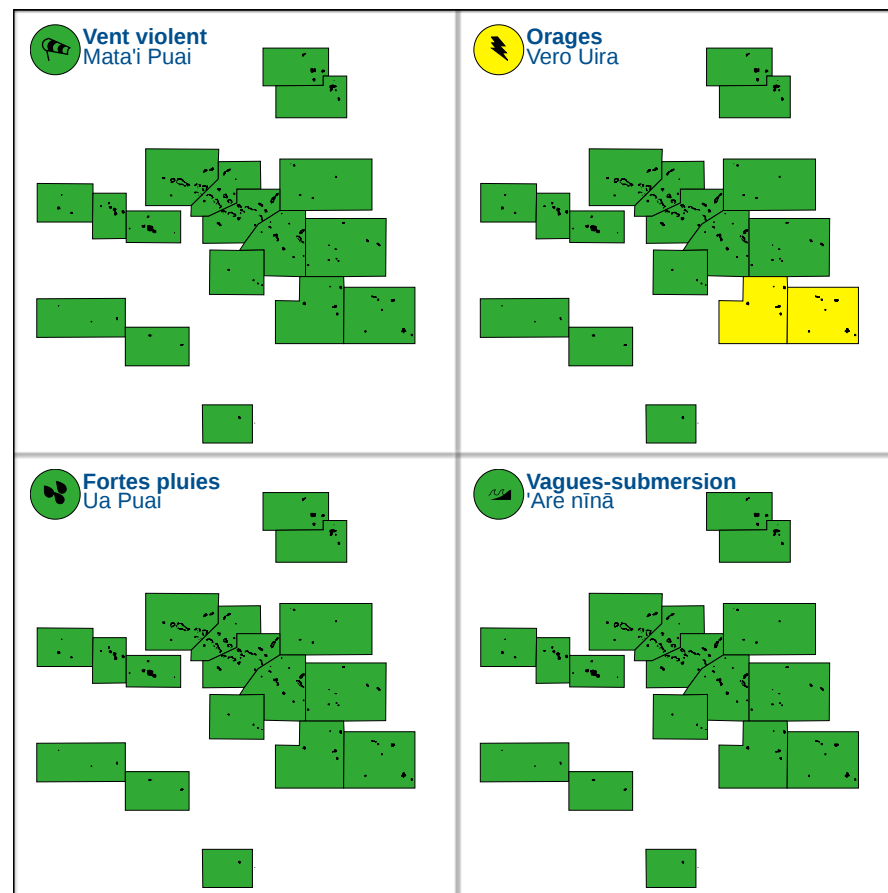 Vent violent
Mata'i Puai
Orages
Vero Uira
Fortes pluies
Ua Puai
Vagues-submersion
'Are nīnā